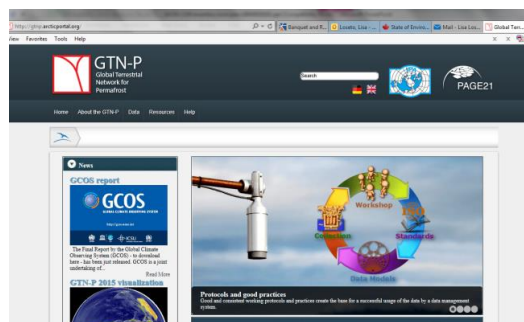 http://gtnp.arcticportal.org/
Banquet and R...
Loseto, Lisa - ...
State of Enviro...
Mail - Lisa Los...
Global Terr...
View Favorites Tools Help
GTN-P
Global Terrestrial
Network for
Permafrost
Search
PAGE21
Home About the GTN-P Data Resources Help
News
GCOS report
GCOS
GLOBAL CLIMATE OBSERVING SYSTEM
ICSU
The Final Report by the Global Climate
Observing System (GCOS) - to download
here - has been just released. GCOS is a joint
undertaking of...
Read More
GTN-P 2015 visualization
Workshop
ISO
Collection
Standards
Data Models
Protocols and good practices
Good and consistent working protocols and practices create the base for a successful usage of the data by a data management
system.